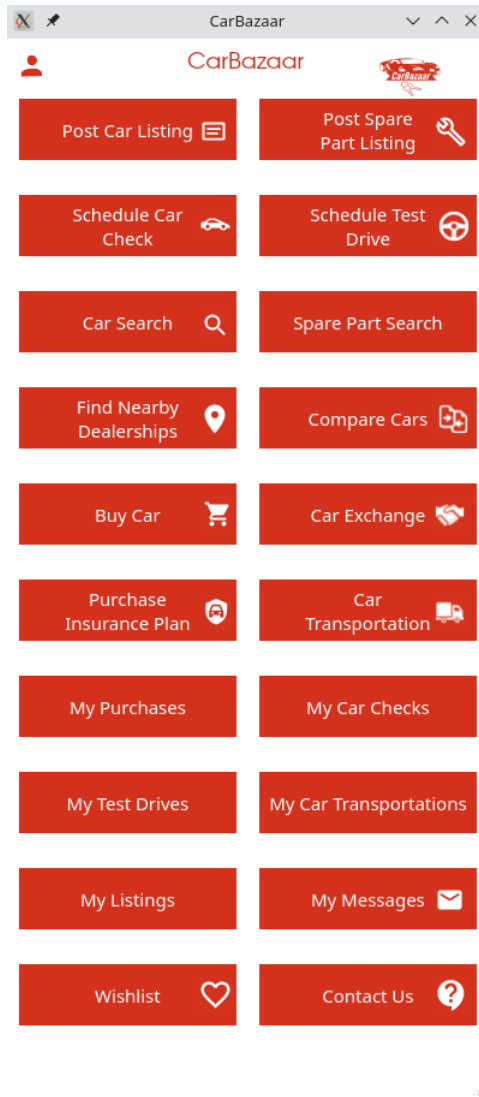 CarBazaar
CarBazaar
CarBazaar
Post Car Listing
Post Spare
Part Listing
Schedule Car
Check
Schedule Test
Drive
Car Search
Spare Part Search
Find Nearby
Dealerships
Compare Cars
Buy Car
Car Exchange
Purchase
Insurance Plan
Car
Transportation
My Purchases
My Car Checks
My Test Drives
My Car Transportations
My Listings
My Messages
Wishlist
Contact Us